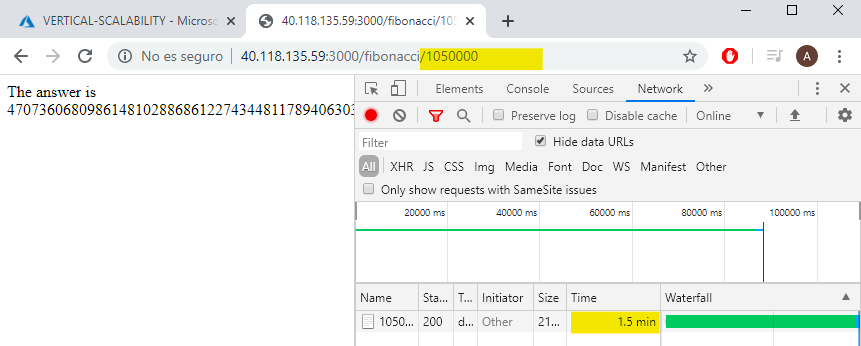 VERTICAL-SCALABILITY - Microsof
40.118.135.59:3000/fibonacci/105
No es seguro
40.118.135.59:3000/fibonacci/1050000
A
The answer is
4707360680986148102886861227434481178940630
Elements Console Sources Network
Preserve log Disable cache Online
Filter Hide data URLs
All XHR JS CSS Img Media Font Doc WS Manifest Other
Only show requests with SameSite issues
20000 ms 40000 ms 60000 ms 80000 ms 100000 ms
Name Sta... T... Initiator Size Time Waterfall
1050... 200 d... Other 21... 1.5 min